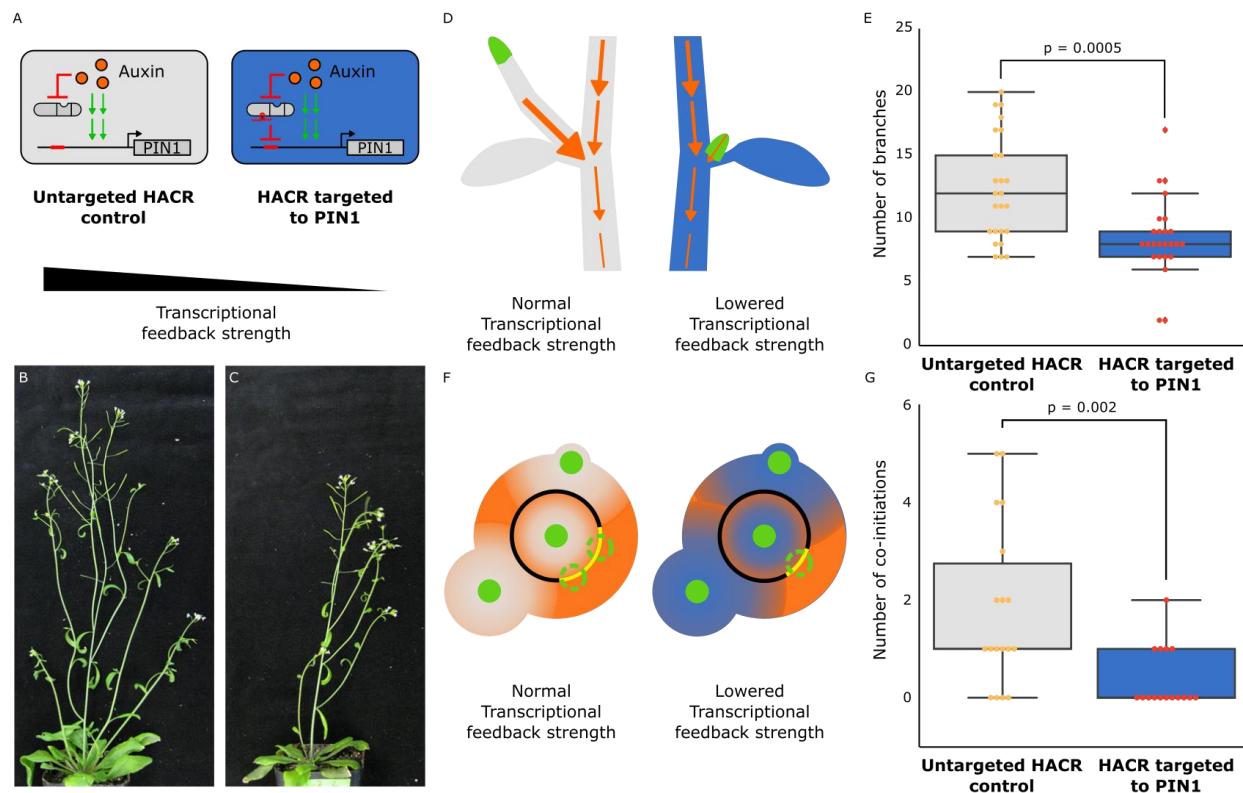 A
Auxin
PIN1
Auxin
PIN1
Untargeted HACR
control
HACR targeted
to PIN1
Transcriptional
feedback strength
B
C
D
Normal
Transcriptional
feedback strength
Lowered
Transcriptional
feedback strength
E
25
20
15
10
5
0
Number of branches
p = 0.0005
Untargeted HACR
control
HACR targeted
to PIN1
F
Normal
Transcriptional
feedback strength
Lowered
Transcriptional
feedback strength
G
6
4
2
0
Number of co-initiations
p = 0.002
Untargeted HACR
control
HACR targeted
to PIN1